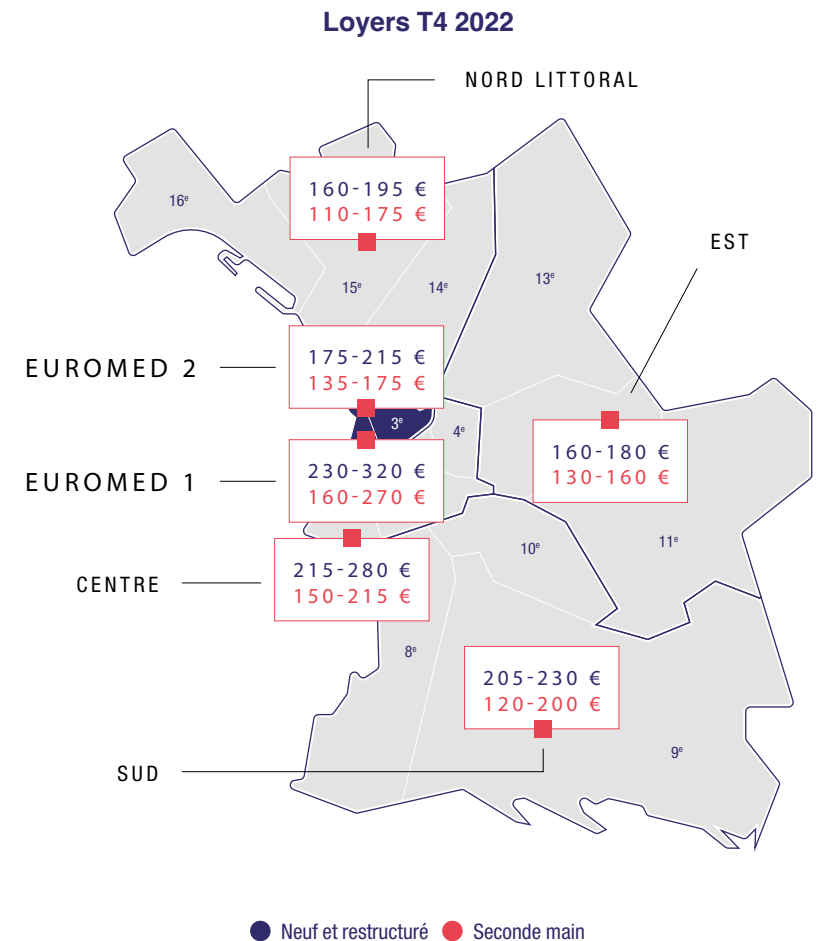 Loyers T4 2022
NORD LITTORAL
160-195 €
110-175 €
16e
EST
13e
15e
14e
EUROMED 2
175-215 €
135-175 €
3e
4e
160-180 €
130-160 €
EUROMED 1
230-320 €
160-270 €
10e
11e
CENTRE
215-280 €
150-215 €
8e
205-230 €
120-200 €
9e
SUD
Neuf et restructuré
Seconde main